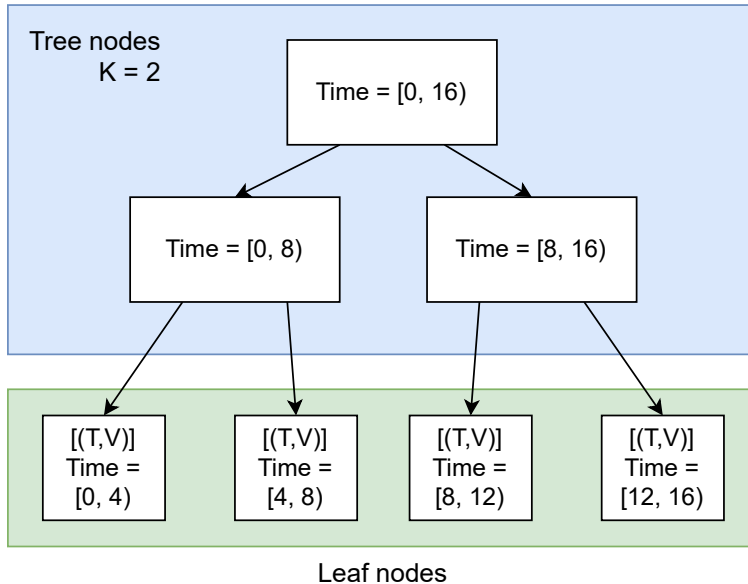 Tree nodes
K = 2
Time = [0, 16)
Time = [0, 8)
Time = [8, 16)
[(T,V)]
Time =
[0, 4)
[(T,V)]
Time =
[4, 8)
[(T,V)]
Time =
[8, 12)
[(T,V)]
Time =
[12, 16)
Leaf nodes